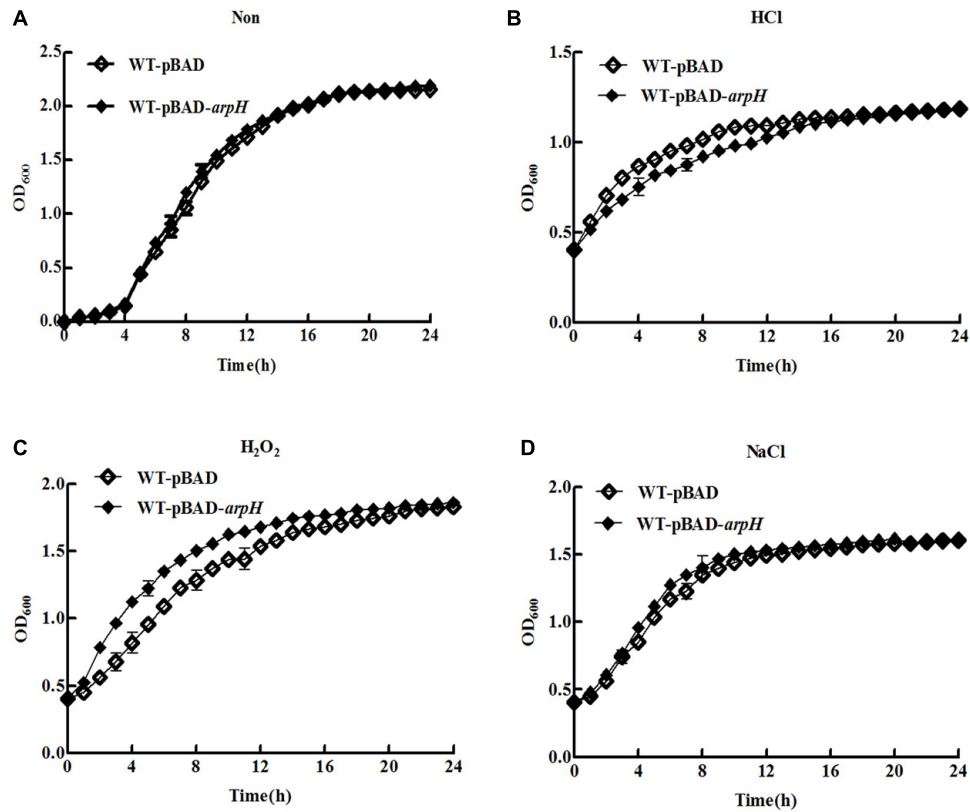 A
Non
WT-pBAD
WT-pBAD-arpH
OD600
2.5
2.0
1.5
1.0
0.5
0.0
0 4 8 12 16 20 24
Time(h)
B
HCl
WT-pBAD
WT-pBAD-arpH
OD600
1.5
1.0
0.5
0.0
0 4 8 12 16 20 24
Time(h)
C
H₂O₂
WT-pBAD
WT-pBAD-arpH
OD600
2.0
1.5
1.0
0.5
0.0
0 4 8 12 16 20 24
Time(h)
D
NaCl
WT-pBAD
WT-pBAD-arpH
OD600
2.0
1.5
1.0
0.5
0.0
0 4 8 12 16 20 24
Time(h)